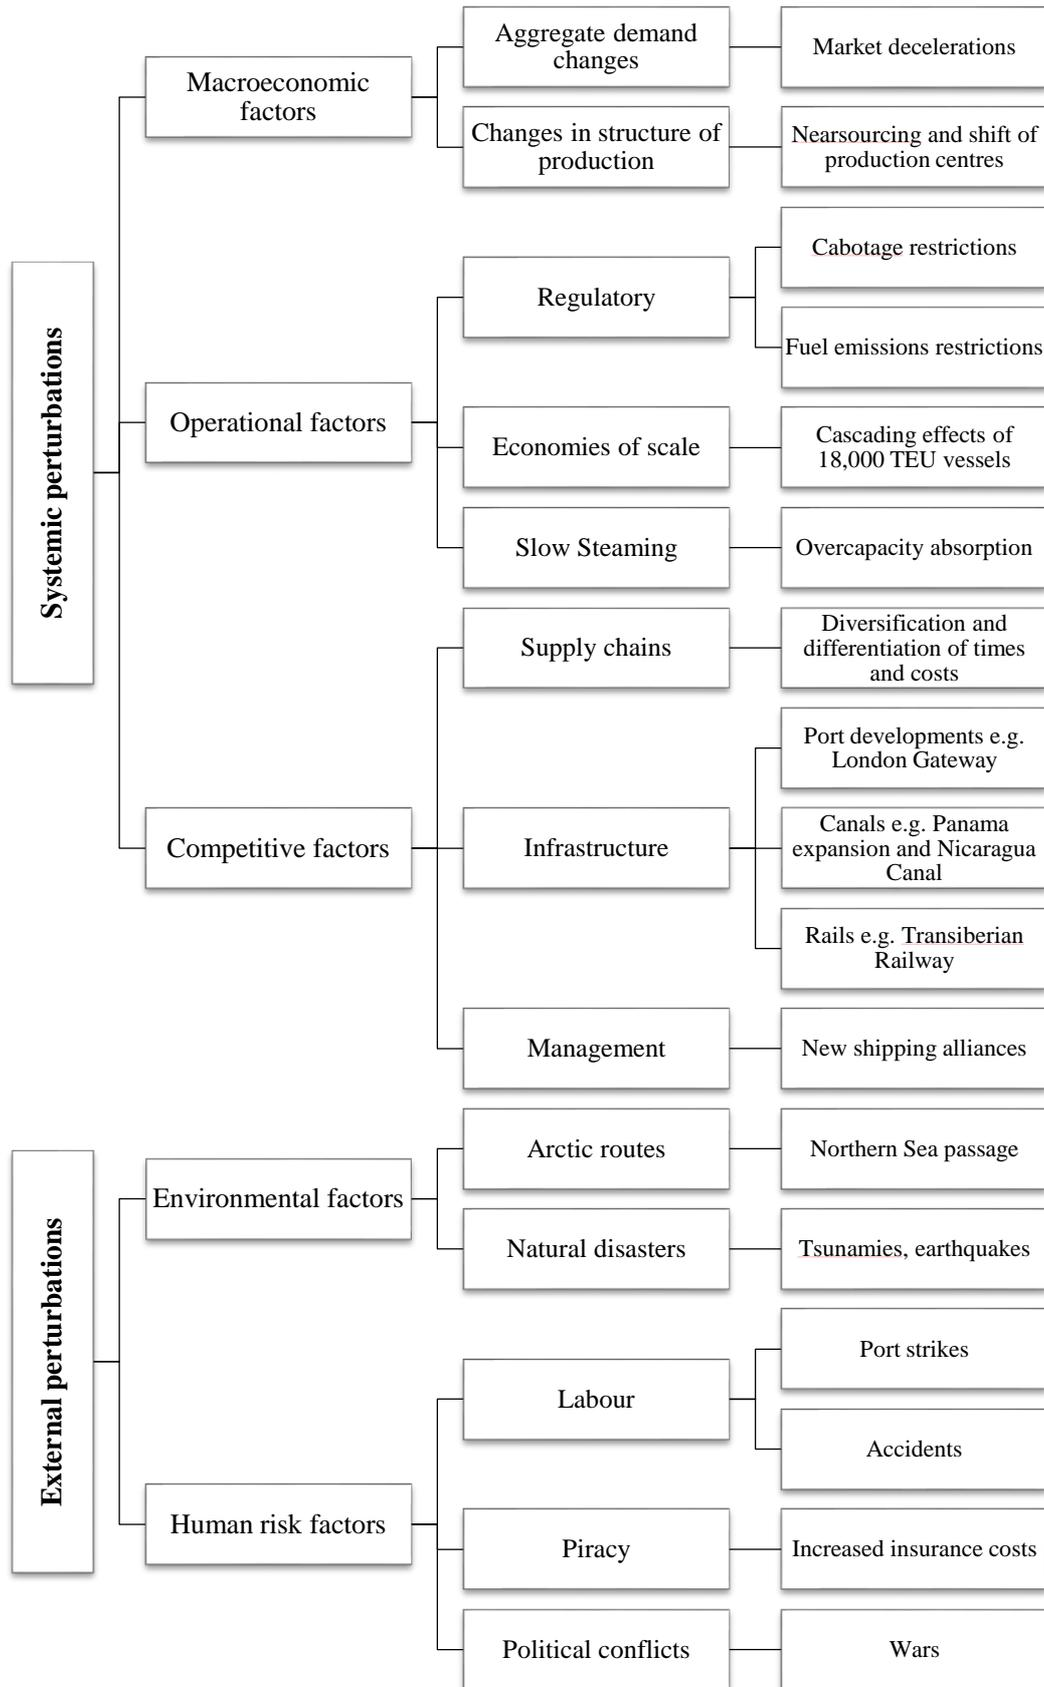 Systemic perturbations
Macroeconomic
factors
Aggregate demand
changes
Market decelerations
Changes in structure of
production
Nearsourcing and shift of
production centres
Operational factors
Regulatory
Cabotage restrictions
Fuel emissions restrictions
Economies of scale
Cascading effects of
18,000 TEU vessels
Slow Steaming
Overcapacity absorption
Competitive factors
Supply chains
Diversification and
differentiation of times
and costs
Infrastructure
Port developments e.g.
London Gateway
Canals e.g. Panama
expansion and Nicaragua
Canal
Rails e.g. Transiberian
Railway
Management
New shipping alliances
External perturbations
Environmental factors
Arctic routes
Northern Sea passage
Natural disasters
Tsunamies, earthquakes
Human risk factors
Labour
Port strikes
Accidents
Piracy
Increased insurance costs
Political conflicts
Wars